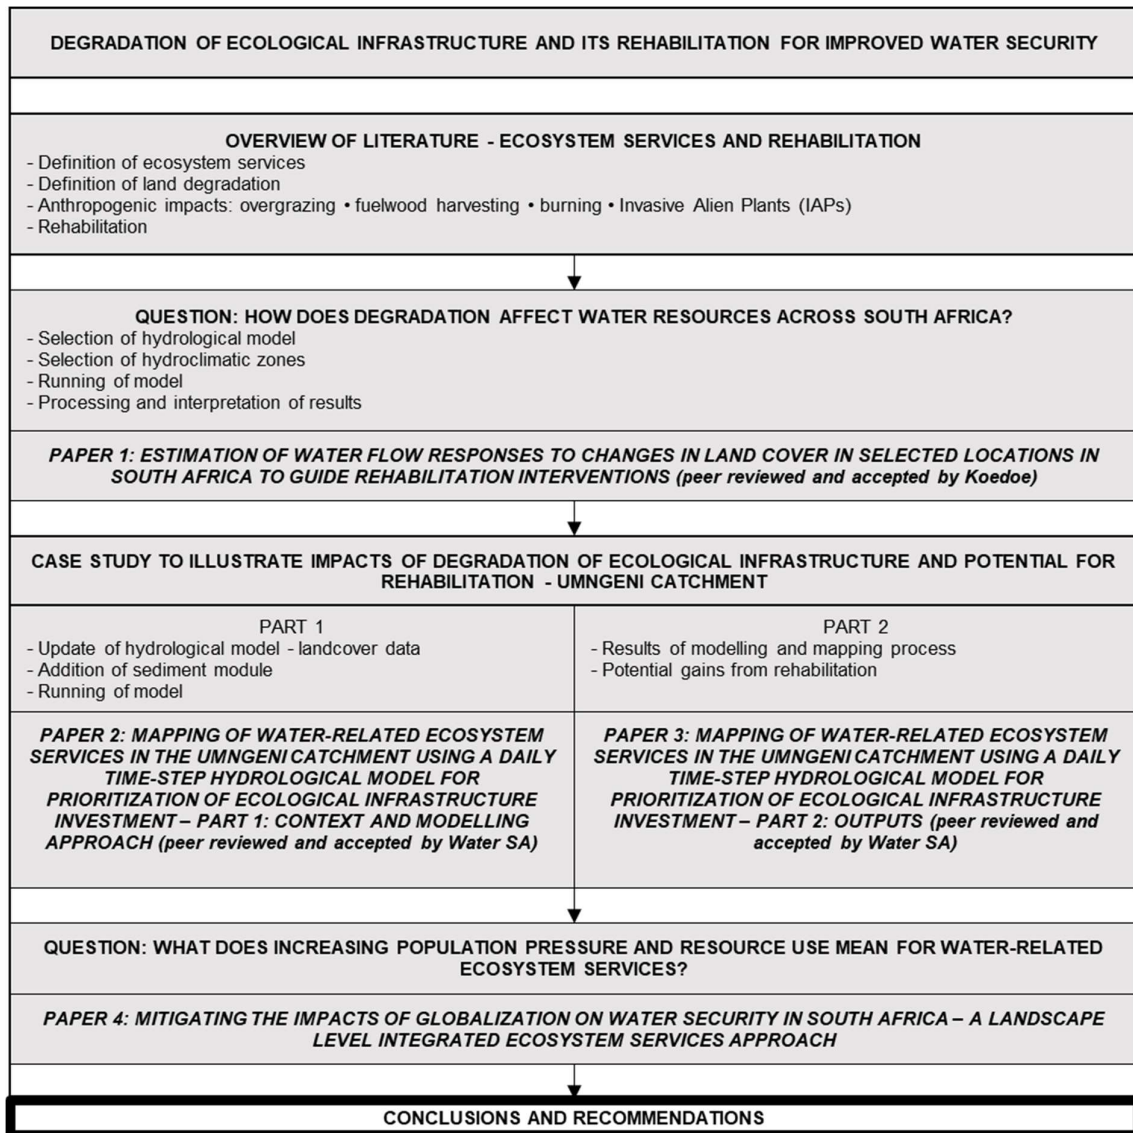 DEGRADATION OF ECOLOGICAL INFRASTRUCTURE AND ITS REHABILITATION FOR IMPROVED WATER SECURITY
OVERVIEW OF LITERATURE - ECOSYSTEM SERVICES AND REHABILITATION
- Definition of ecosystem services
- Definition of land degradation
- Anthropogenic impacts: overgrazing • fuelwood harvesting • burning • Invasive Alien Plants (IAPs)
- Rehabilitation
QUESTION: HOW DOES DEGRADATION AFFECT WATER RESOURCES ACROSS SOUTH AFRICA?
- Selection of hydrological model
- Selection of hydroclimatic zones
- Running of model
- Processing and interpretation of results
PAPER 1: ESTIMATION OF WATER FLOW RESPONSES TO CHANGES IN LAND COVER IN SELECTED LOCATIONS IN
SOUTH AFRICA TO GUIDE REHABILITATION INTERVENTIONS (peer reviewed and accepted by Koedoe)
CASE STUDY TO ILLUSTRATE IMPACTS OF DEGRADATION OF ECOLOGICAL INFRASTRUCTURE AND POTENTIAL FOR
REHABILITATION - UMNGENI CATCHMENT
PART 1
- Update of hydrological model - landcover data
- Addition of sediment module
- Running of model
PART 2
- Results of modelling and mapping process
- Potential gains from rehabilitation
PAPER 2: MAPPING OF WATER-RELATED ECOSYSTEM
SERVICES IN THE UMNGENI CATCHMENT USING A DAILY
TIME-STEP HYDROLOGICAL MODEL FOR
PRIORITIZATION OF ECOLOGICAL INFRASTRUCTURE
INVESTMENT – PART 1: CONTEXT AND MODELLING
APPROACH (peer reviewed and accepted by Water SA)
PAPER 3: MAPPING OF WATER-RELATED ECOSYSTEM
SERVICES IN THE UMNGENI CATCHMENT USING A DAILY
TIME-STEP HYDROLOGICAL MODEL FOR
PRIORITIZATION OF ECOLOGICAL INFRASTRUCTURE
INVESTMENT – PART 2: OUTPUTS (peer reviewed and
accepted by Water SA)
QUESTION: WHAT DOES INCREASING POPULATION PRESSURE AND RESOURCE USE MEAN FOR WATER-RELATED
ECOSYSTEM SERVICES?
PAPER 4: MITIGATING THE IMPACTS OF GLOBALIZATION ON WATER SECURITY IN SOUTH AFRICA – A LANDSCAPE
LEVEL INTEGRATED ECOSYSTEM SERVICES APPROACH
CONCLUSIONS AND RECOMMENDATIONS